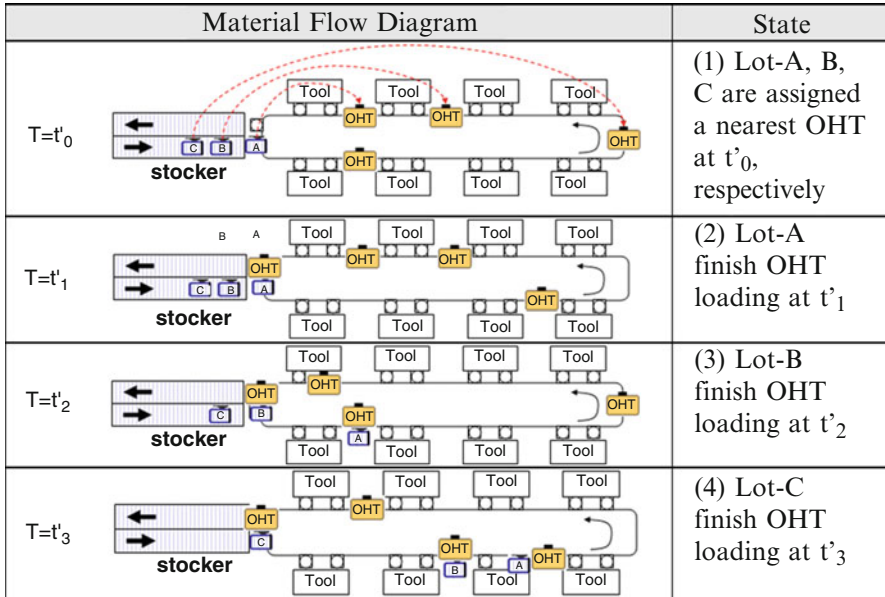 Material Flow Diagram
State
T=t'0
Tool
Tool
Tool
Tool
OHT
OHT
OHT
OHT
C
B
A
stocker
Tool
Tool
Tool
Tool
(1) Lot-A, B,
C are assigned
a nearest OHT
at t'0,
respectively
T=t'1
B
A
Tool
Tool
Tool
Tool
OHT
OHT
OHT
C
B
A
OHT
stocker
Tool
Tool
Tool
Tool
(2) Lot-A
finish OHT
loading at t'1
T=t'2
Tool
Tool
Tool
Tool
OHT
OHT
OHT
C
B
OHT
A
stocker
Tool
Tool
Tool
Tool
(3) Lot-B
finish OHT
loading at t'2
T=t'3
Tool
Tool
Tool
Tool
OHT
OHT
C
OHT
OHT
B
A
stocker
Tool
Tool
Tool
Tool
(4) Lot-C
finish OHT
loading at t'3